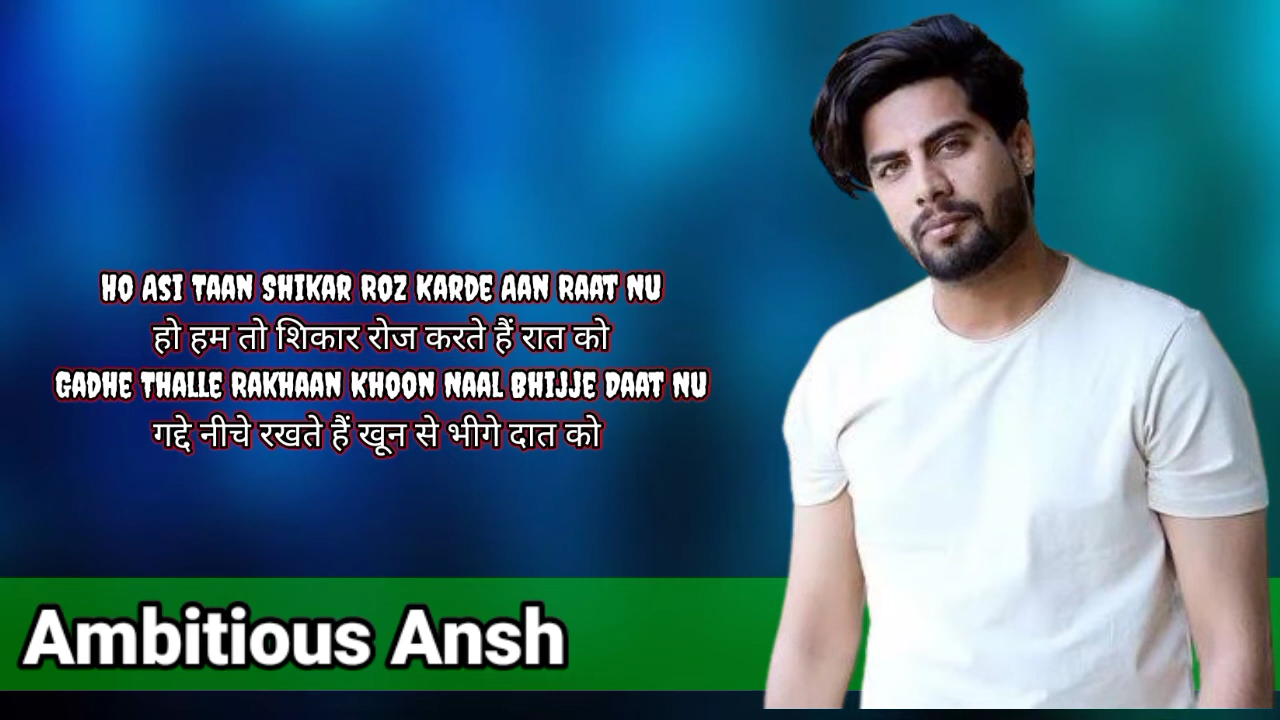 HO ASI TAAN SHIKAR ROZ KARDE AAN RAAT NU
हो हम तो शिकार रोज करते हैं रात को
GADHE THALLE RAKHAAN KHOON NAAL BHIJJE DAAT NU
गद्दे नीचे रखते हैं खून से भीगे दात को
Ambitious Ansh